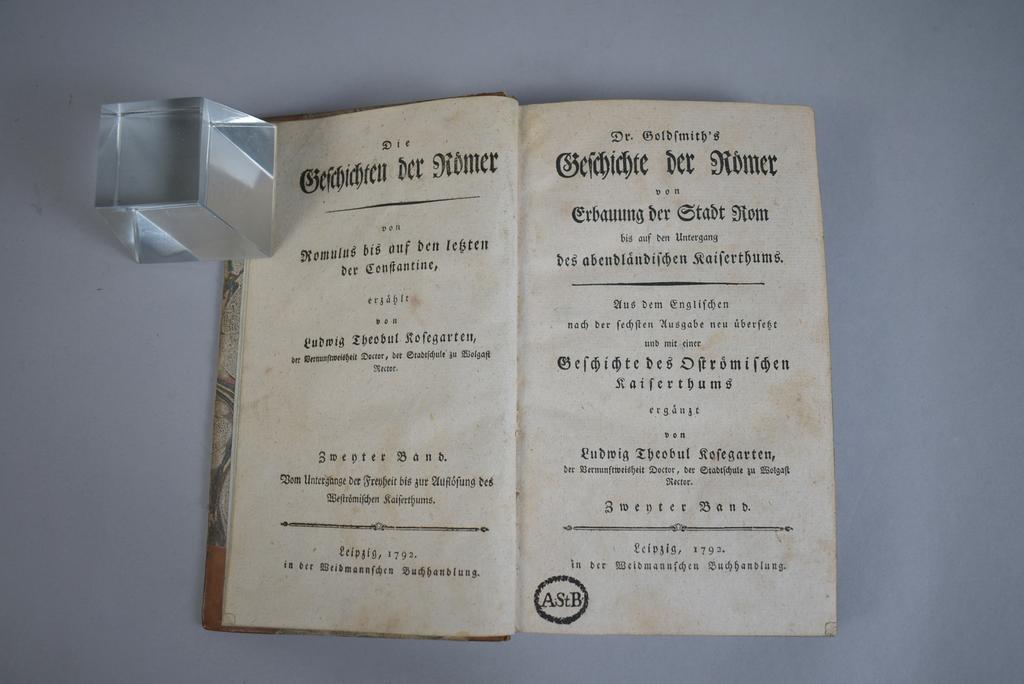 Die
Geschichten der Römer
von
Romulus bis auf den letzten
der Constantine,
erzählt
von
Ludwig Theobul Kosegarten,
der Vernunftweisheit Doctor, der Stadtschule zu Wolgast
Rector.
Zweyter Band.
Vom Untergange der Freyheit bis zur Auflösung des
Weströmischen Kaiserthums.
Leipzig, 1792.
in der Weidmannschen Buchhandlung.
Dr. Goldsmith's
Geschichte der Römer
von
Erbauung der Stadt Rom
bis auf den Untergang
des abendländischen Kaiserthums.
Aus dem Englischen
nach der sechsten Ausgabe neu übersetzt
und mit einer
Geschichte des Oströmischen
Kaiserthums
ergänzt
von
Ludwig Theobul Kosegarten,
der Vernunftweisheit Doctor, der Stadtschule zu Wolgast
Rector.
Zweyter Band.
Leipzig, 1792.
in der Weidmannschen Buchhandlung.
A.St.B.